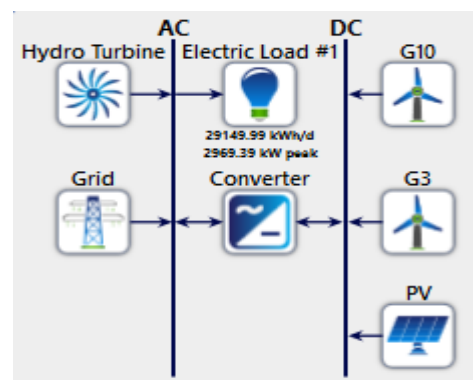 AC DC
Hydro Turbine Electric Load #1 G10
29149.99 kWh/d
2969.39 kW peak
Grid Converter G3
PV